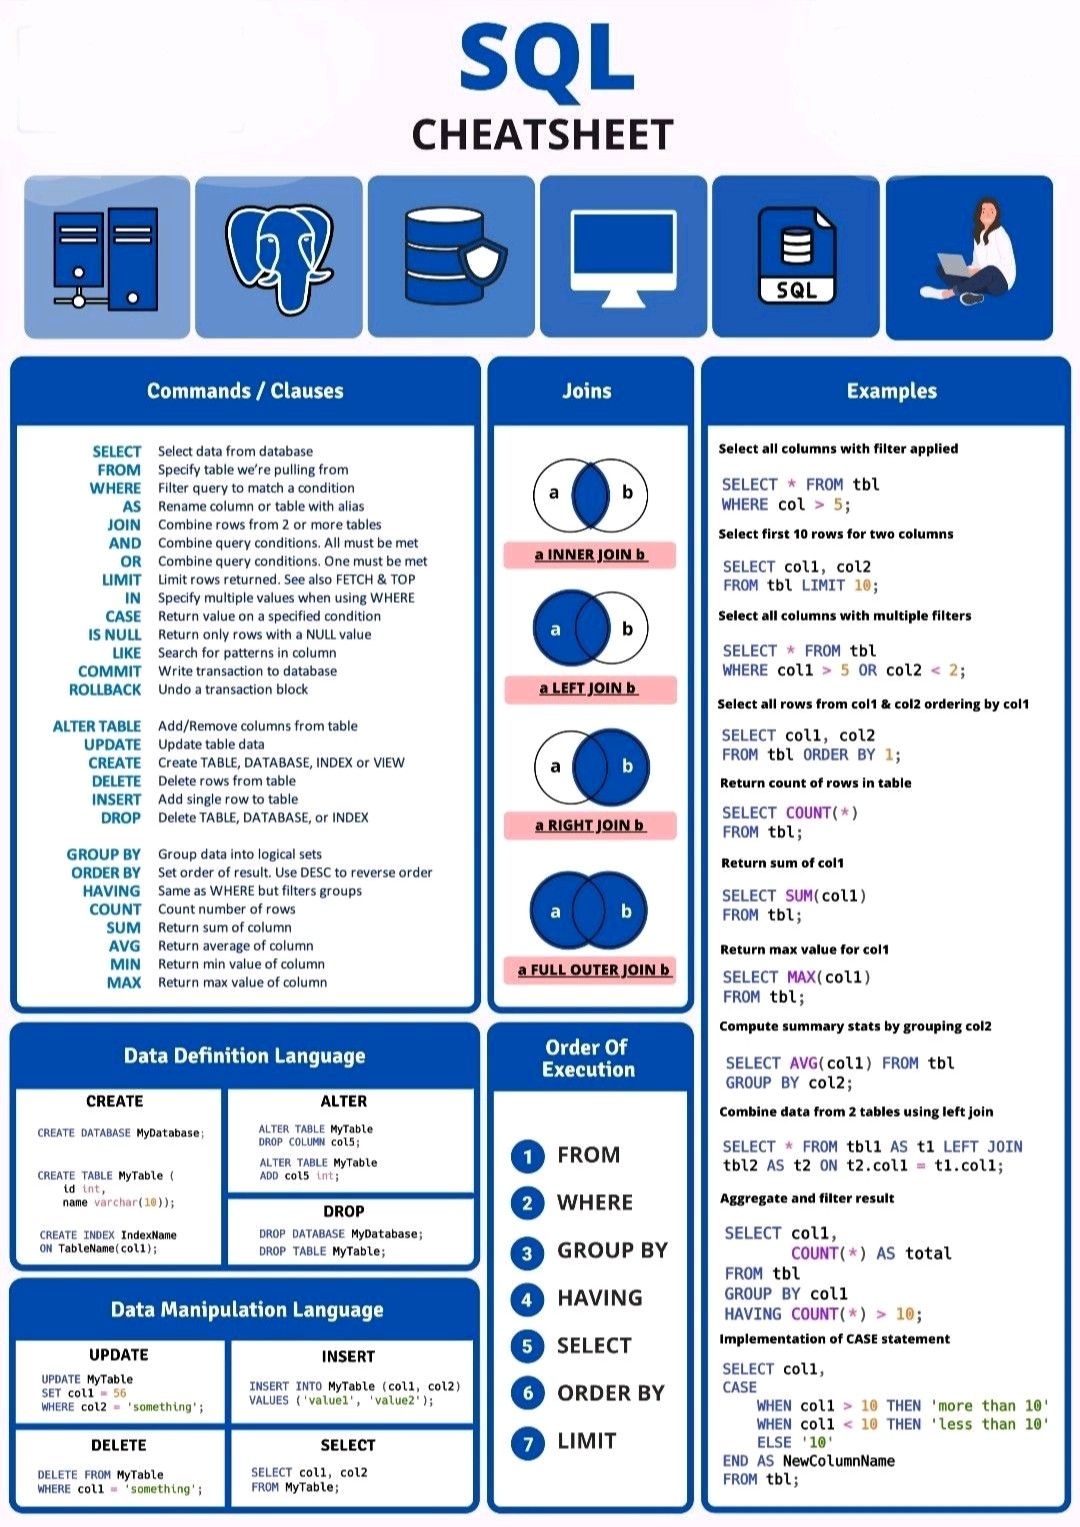 SQL
CHEATSHEET
SQL
Commands / Clauses
SELECT Select data from database
FROM Specify table we're pulling from
WHERE Filter query to match a condition
AS Rename column or table with alias
JOIN Combine rows from 2 or more tables
AND Combine query conditions. All must be met
OR Combine query conditions. One must be met
LIMIT Limit rows returned. See also FETCH & TOP
IN Specify multiple values when using WHERE
CASE Return value on a specified condition
IS NULL Return only rows with a NULL value
LIKE Search for patterns in column
COMMIT Write transaction to database
ROLLBACK Undo a transaction block
ALTER TABLE Add/Remove columns from table
UPDATE Update table data
CREATE Create TABLE, DATABASE, INDEX or VIEW
DELETE Delete rows from table
INSERT Add single row to table
DROP Delete TABLE, DATABASE, or INDEX
GROUP BY Group data into logical sets
ORDER BY Set order of result. Use DESC to reverse order
HAVING Same as WHERE but filters groups
COUNT Count number of rows
SUM Return sum of column
AVG Return average of column
MIN Return min value of column
MAX Return max value of column
Joins
a b
a INNER JOIN b
a b
a LEFT JOIN b
a b
a RIGHT JOIN b
a b
a FULL OUTER JOIN b
Examples
Select all columns with filter applied
SELECT * FROM tbl
WHERE col > 5;
Select first 10 rows for two columns
SELECT col1, col2
FROM tbl LIMIT 10;
Select all columns with multiple filters
SELECT * FROM tbl
WHERE col1 > 5 OR col2 < 2;
Select all rows from col1 & col2 ordering by col1
SELECT col1, col2
FROM tbl ORDER BY 1;
Return count of rows in table
SELECT COUNT(*)
FROM tbl;
Return sum of col1
SELECT SUM(col1)
FROM tbl;
Return max value for col1
SELECT MAX(col1)
FROM tbl;
Compute summary stats by grouping col2
SELECT AVG(col1) FROM tbl
GROUP BY col2;
Combine data from 2 tables using left join
SELECT * FROM tbl1 AS t1 LEFT JOIN
tbl2 AS t2 ON t2.col1 = t1.col1;
Aggregate and filter result
SELECT col1,
COUNT(*) AS total
FROM tbl
GROUP BY col1
HAVING COUNT(*) > 10;
Implementation of CASE statement
SELECT col1,
CASE
WHEN col1 > 10 THEN 'more than 10'
WHEN col1 < 10 THEN 'less than 10'
ELSE '10'
END AS NewColumnName
FROM tbl;
Data Definition Language
CREATE
CREATE DATABASE MyDatabase;
CREATE TABLE MyTable (
id int,
name varchar(10));
CREATE INDEX IndexName
ON TableName(col1);
ALTER
ALTER TABLE MyTable
DROP COLUMN col5;
ALTER TABLE MyTable
ADD col5 int;
DROP
DROP DATABASE MyDatabase;
DROP TABLE MyTable;
Data Manipulation Language
UPDATE
UPDATE MyTable
SET col1 = 56
WHERE col2 = 'something';
INSERT
INSERT INTO MyTable (col1, col2)
VALUES ('value1', 'value2');
DELETE
DELETE FROM MyTable
WHERE col1 = 'something';
SELECT
SELECT col1, col2
FROM MyTable;
Order Of
Execution
1 FROM
2 WHERE
3 GROUP BY
4 HAVING
5 SELECT
6 ORDER BY
7 LIMIT